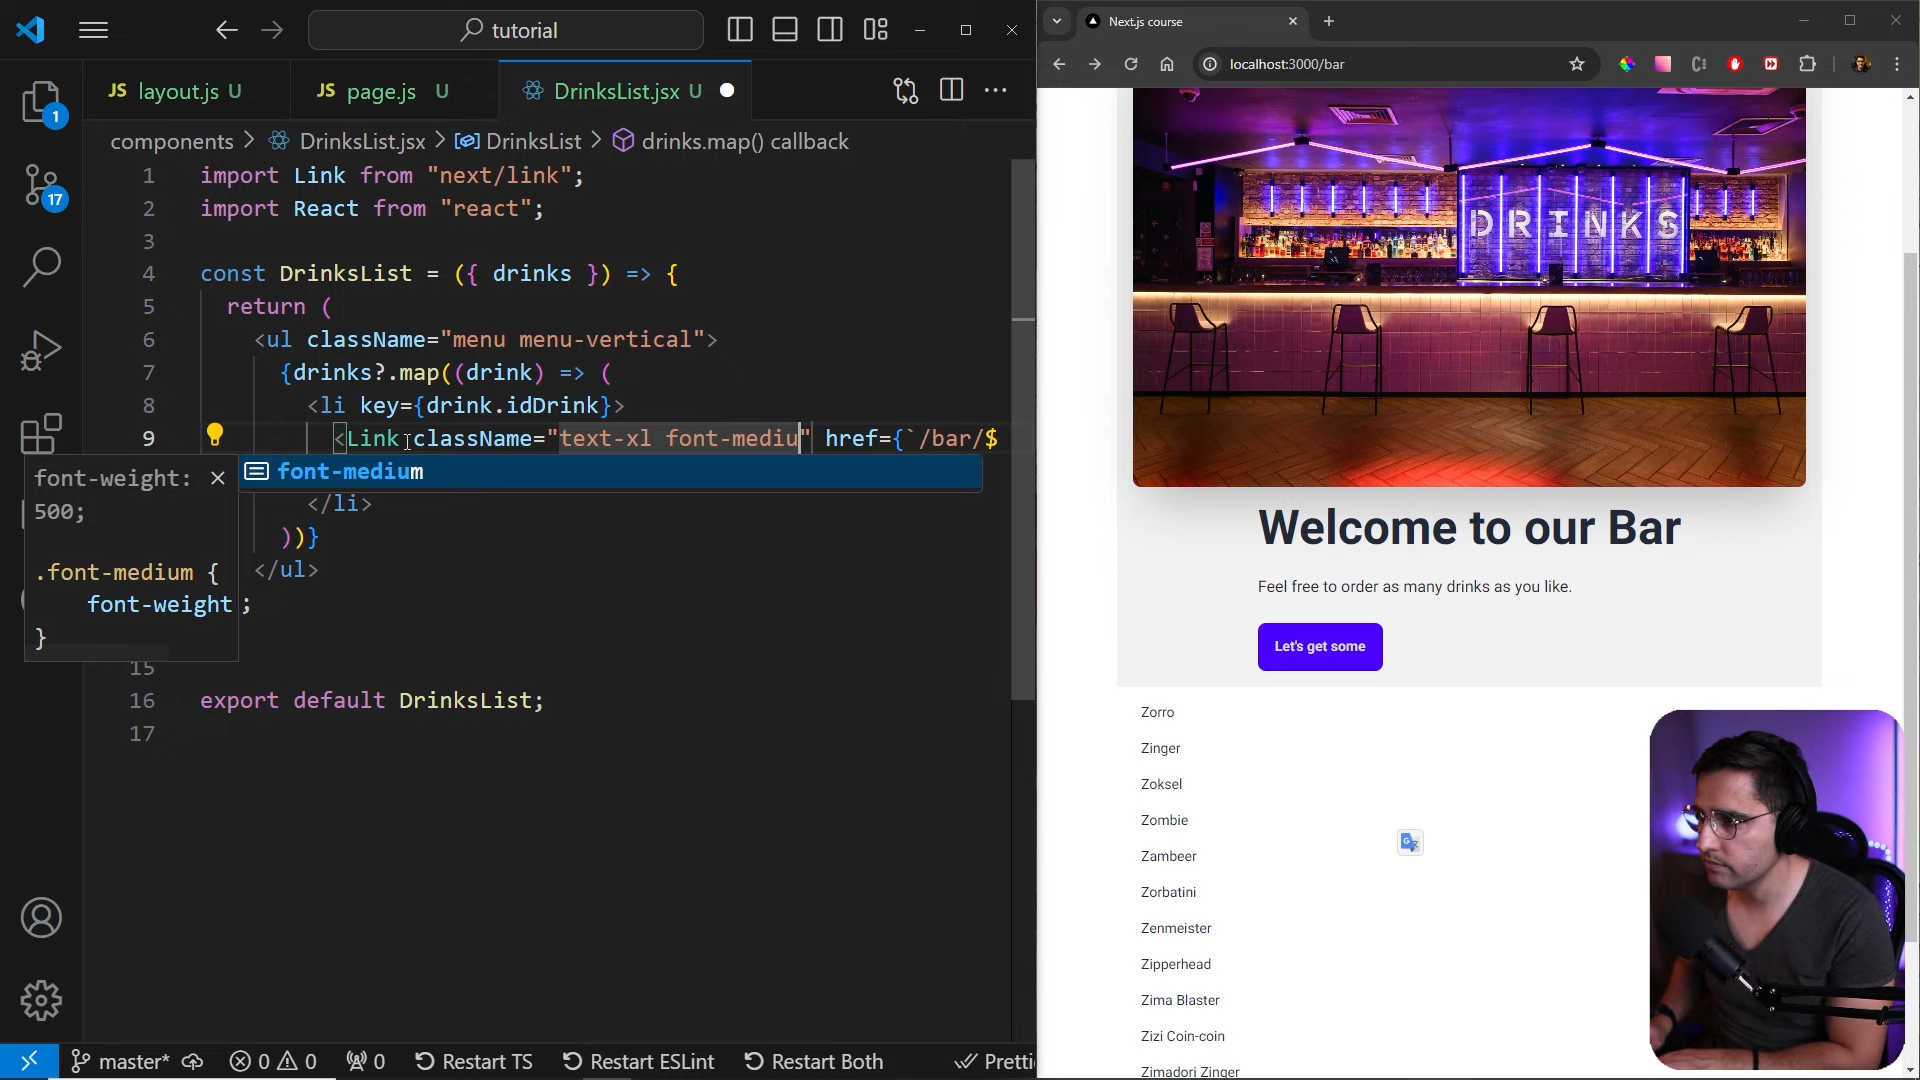 tutorial
JS layout.js U
JS page.js U
DrinksList.jsx U
components > DrinksList.jsx > DrinksList > drinks.map() callback
1 import Link from "next/link";
2 import React from "react";
3
4 const DrinksList = ({ drinks }) => {
5 return (
6 <ul className="menu menu-vertical">
7 {drinks?.map((drink) => (
8 <li key={drink.idDrink}>
9 <Link className="text-xl font-mediu" href={`/bar/$
font-medium
font-weight:
500;
.font-medium {
font-weight ;
}
</li>
))}
</ul>
15
16 export default DrinksList;
17
1
17
master* 0 0 0 Restart TS Restart ESLint Restart Both
Next.js course
localhost:3000/bar
DRINKS
Welcome to our Bar
Feel free to order as many drinks as you like.
Let's get some
Zorro
Zinger
Zoksel
Zombie
Zambeer
Zorbatini
Zenmeister
Zipperhead
Zima Blaster
Zizi Coin-coin
Zimadori Zinger